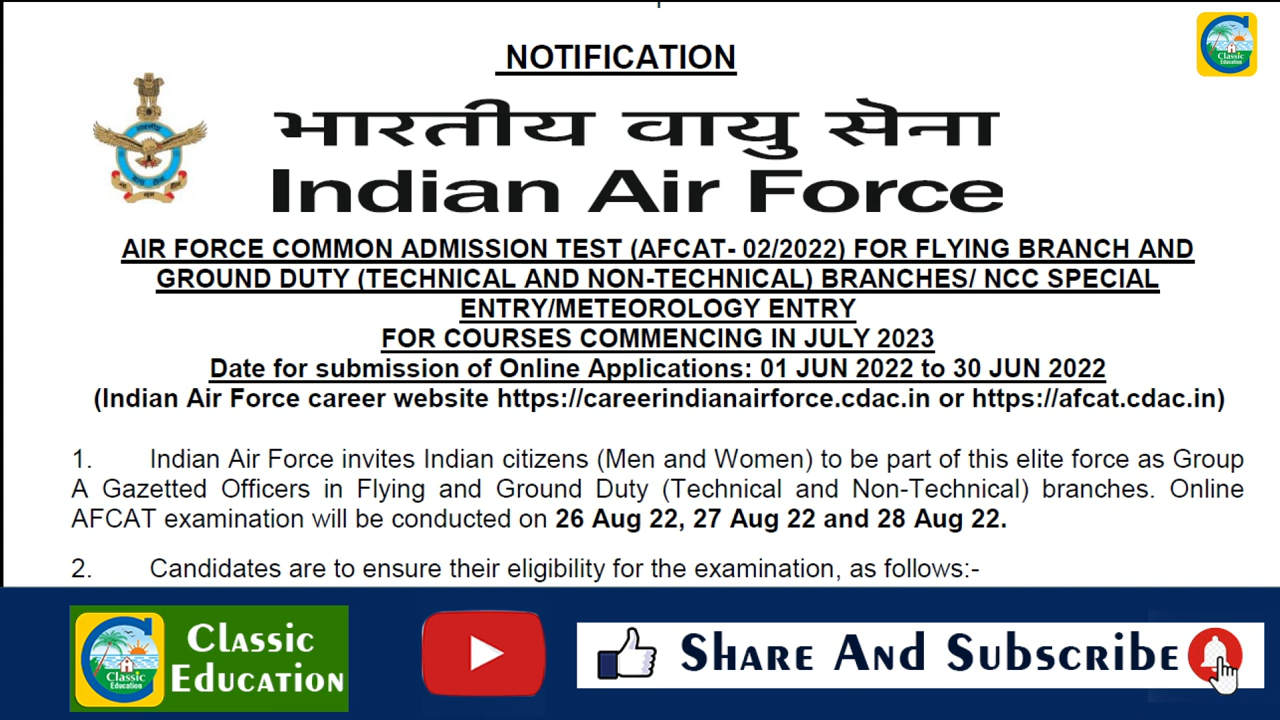 NOTIFICATION
Classic
Education
भारतीय वायु सेना
Indian Air Force
AIR FORCE COMMON ADMISSION TEST (AFCAT- 02/2022) FOR FLYING BRANCH AND
GROUND DUTY (TECHNICAL AND NON-TECHNICAL) BRANCHES/ NCC SPECIAL
ENTRY/METEOROLOGY ENTRY
FOR COURSES COMMENCING IN JULY 2023
Date for submission of Online Applications: 01 JUN 2022 to 30 JUN 2022
(Indian Air Force career website https://careerindianairforce.cdac.in or https://afcat.cdac.in)
1. Indian Air Force invites Indian citizens (Men and Women) to be part of this elite force as Group
A Gazetted Officers in Flying and Ground Duty (Technical and Non-Technical) branches. Online
AFCAT examination will be conducted on 26 Aug 22, 27 Aug 22 and 28 Aug 22.
2. Candidates are to ensure their eligibility for the examination, as follows:-
Classic
Education
Classic
Education
Share And Subscribe